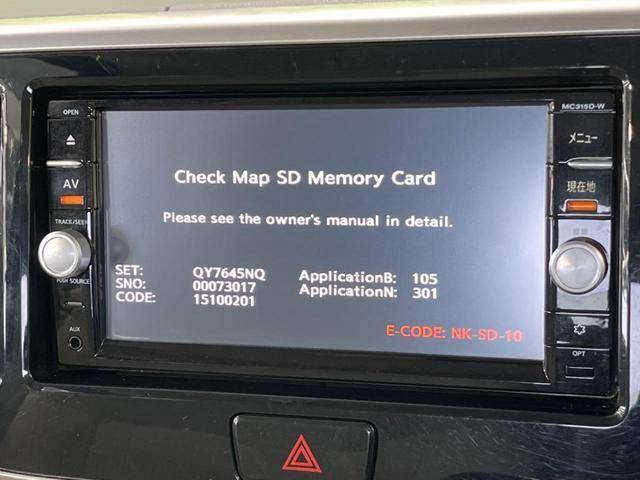 OPEN
MC315D-W
メニュー
AV
現在地
TRACK/SEEK
PUSH SOURCE
AUX
OPT
Check Map SD Memory Card
Please see the owner's manual in detail.
SET: QY7645NQ ApplicationB: 105
SNO: 00073017 ApplicationN: 301
CODE: 15100201
E-CODE: NK-SD-10